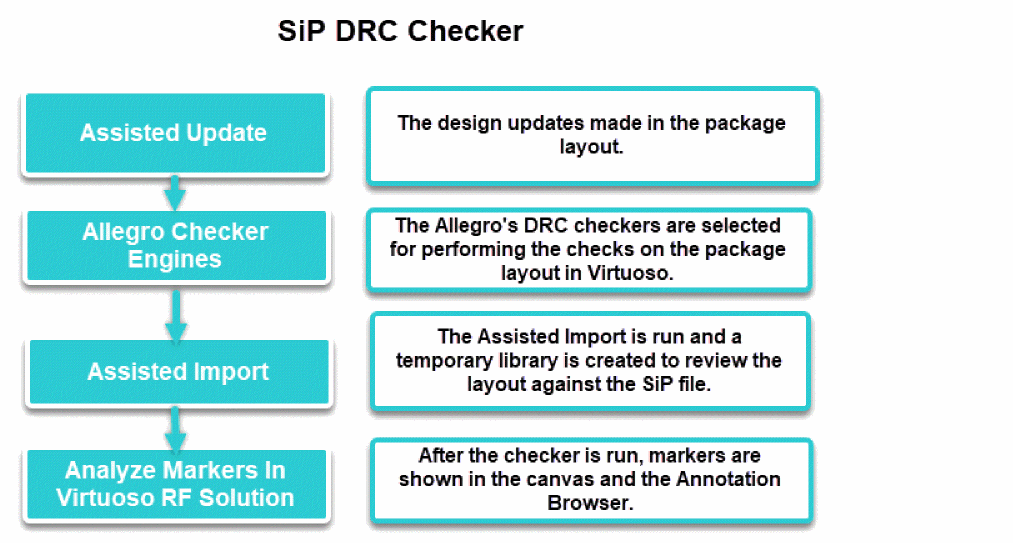 SiP DRC Checker
Assisted Update
The design updates made in the package
layout.
Allegro Checker
Engines
The Allegro's DRC checkers are selected
for performing the checks on the package
layout in Virtuoso.
Assisted Import
The Assisted Import is run and a
temporary library is created to review the
layout against the SiP file.
Analyze Markers In
Virtuoso RF Solution
After the checker is run, markers are
shown in the canvas and the Annotation
Browser.